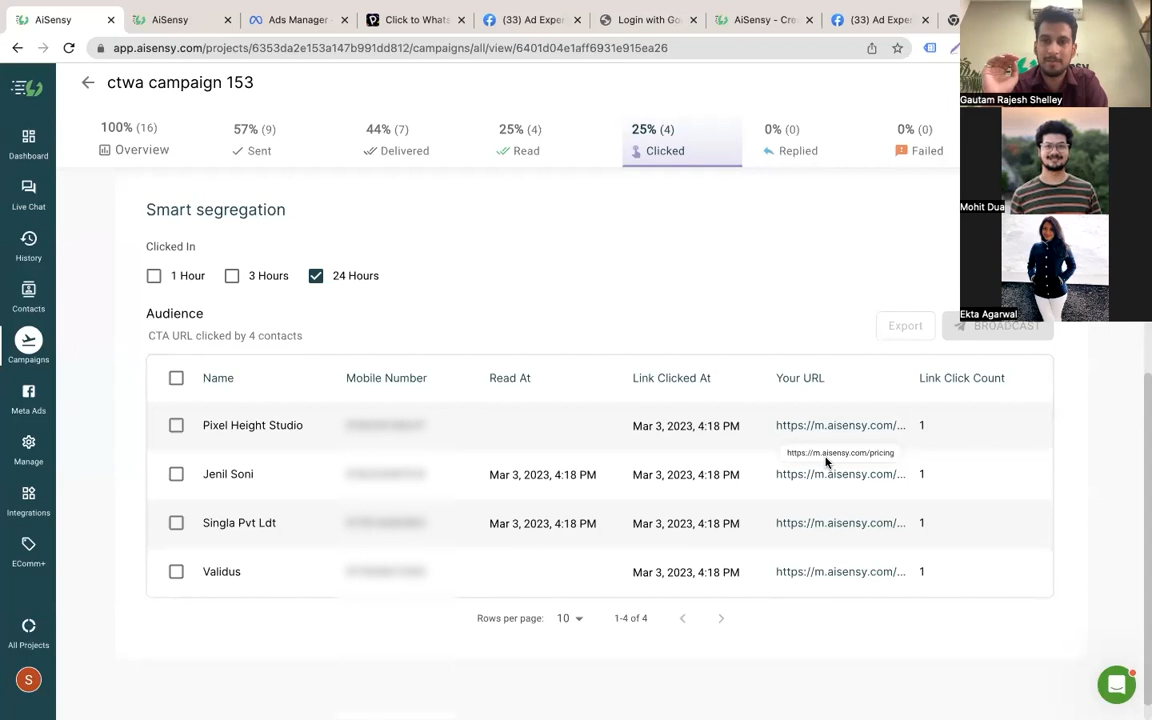 AiSensy
AiSensy
Ads Manager -
Click to Whats
(33) Ad Exper
Login with Go
AiSensy - Cre
(33) Ad Exper
app.aisensy.com/projects/6353da2e153a147b991dd812/campaigns/all/view/6401d04e1aff6931e915ea26
Gautam Rajesh Shelley
Mohit Dua
Ekta Agarwal
Dashboard
Live Chat
History
Contacts
Campaigns
Meta Ads
Manage
Integrations
EComm+
All Projects
S
ctwa campaign 153
100% (16)
Overview
57% (9)
Sent
44% (7)
Delivered
25% (4)
Read
25% (4)
Clicked
0% (0)
Replied
0% (0)
Failed
Smart segregation
Clicked In
1 Hour 3 Hours 24 Hours
Audience
CTA URL clicked by 4 contacts
Export BROADCAST
Name Mobile Number Read At Link Clicked At Your URL Link Click Count
Pixel Height Studio Mar 3, 2023, 4:18 PM https://m.aisensy.com/... 1
https://m.aisensy.com/pricing
Jenil Soni Mar 3, 2023, 4:18 PM Mar 3, 2023, 4:18 PM https://m.aisensy.com/... 1
Singla Pvt Ldt Mar 3, 2023, 4:18 PM Mar 3, 2023, 4:18 PM https://m.aisensy.com/... 1
Validus Mar 3, 2023, 4:18 PM https://m.aisensy.com/... 1
Rows per page: 10 1-4 of 4